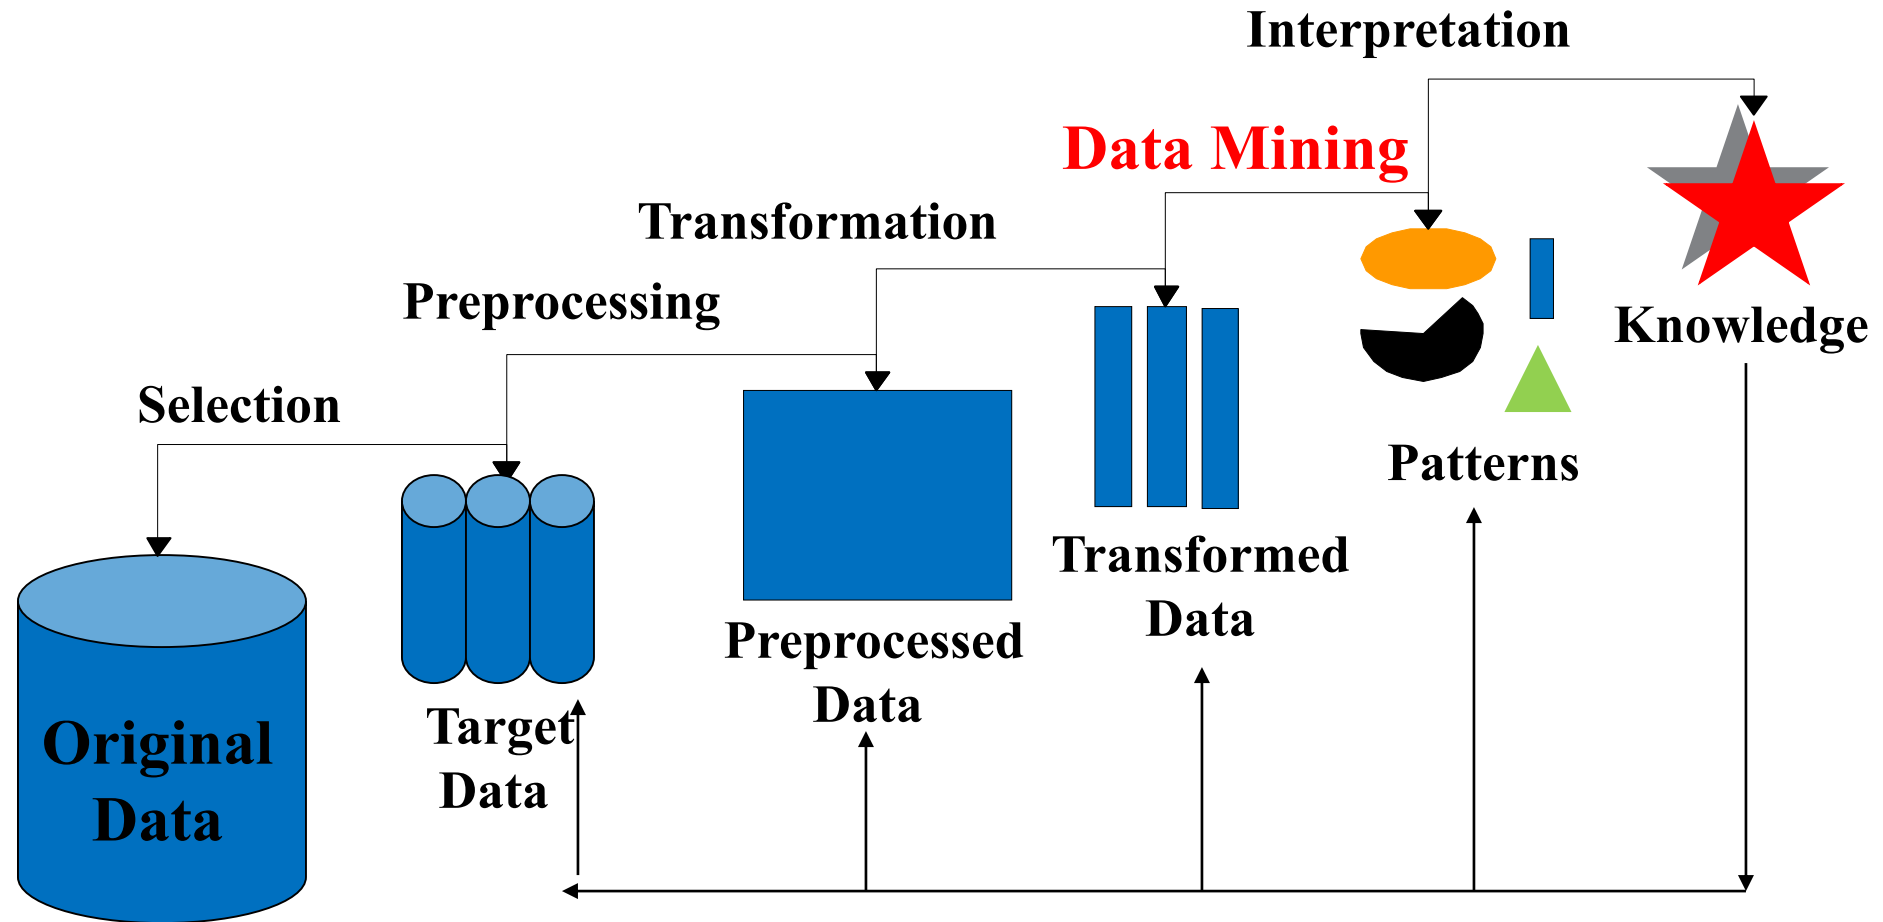 Interpretation
Data Mining
Transformation
Preprocessing
Selection
Knowledge
Patterns
Transformed
Data
Preprocessed
Data
Target
Data
Original
Data